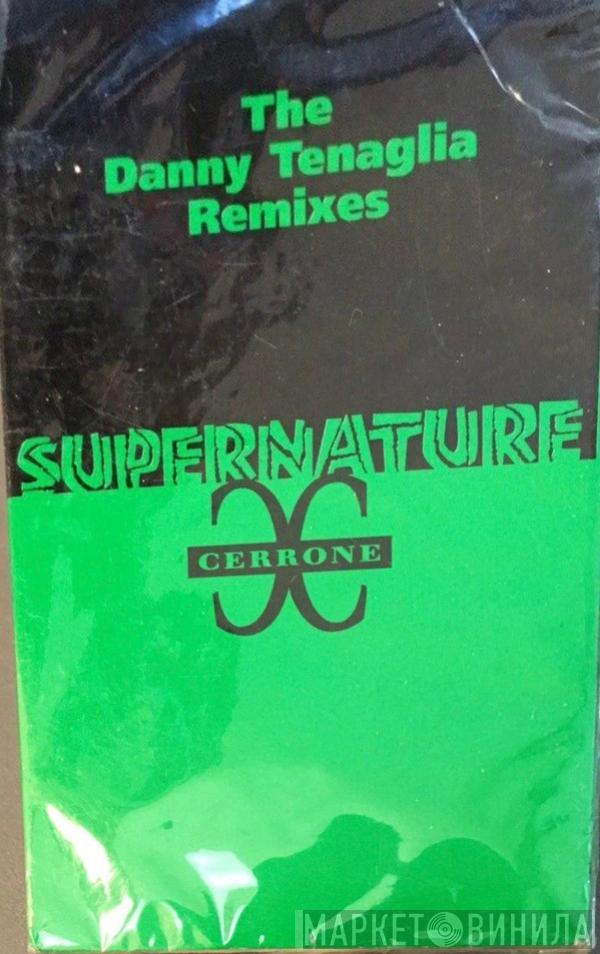 The
Danny Tenaglia
Remixes
SUPERNATURE
CERRONE
МАРКЕТ ВИНИЛА